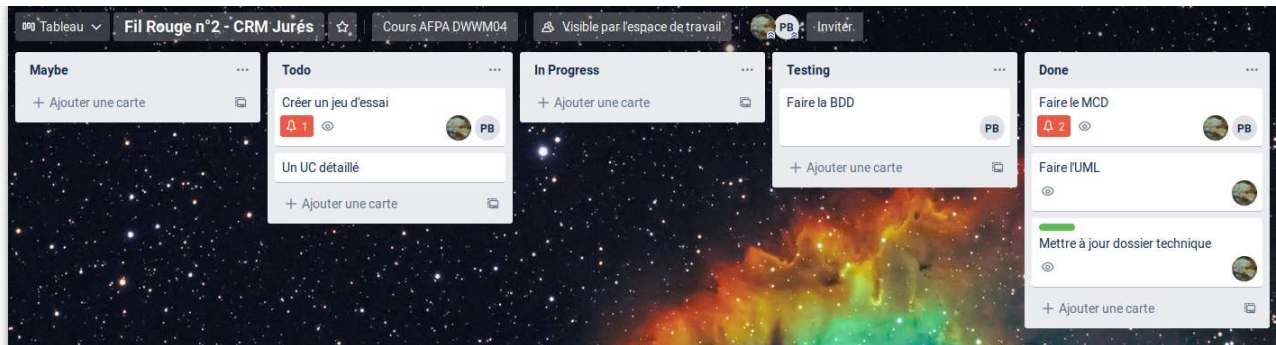 Tableau
Fil Rouge n°2 - CRM Jurés
Cours AFPA DWWM04
Visible par l'espace de travail
PB
Inviter
Maybe
Ajouter une carte
Todo
Créer un jeu d'essai
1
PB
Un UC détaillé
Ajouter une carte
In Progress
Ajouter une carte
Testing
Faire la BDD
PB
Ajouter une carte
Done
Faire le MCD
2
PB
Faire l'UML
Mettre à jour dossier technique
Ajouter une carte